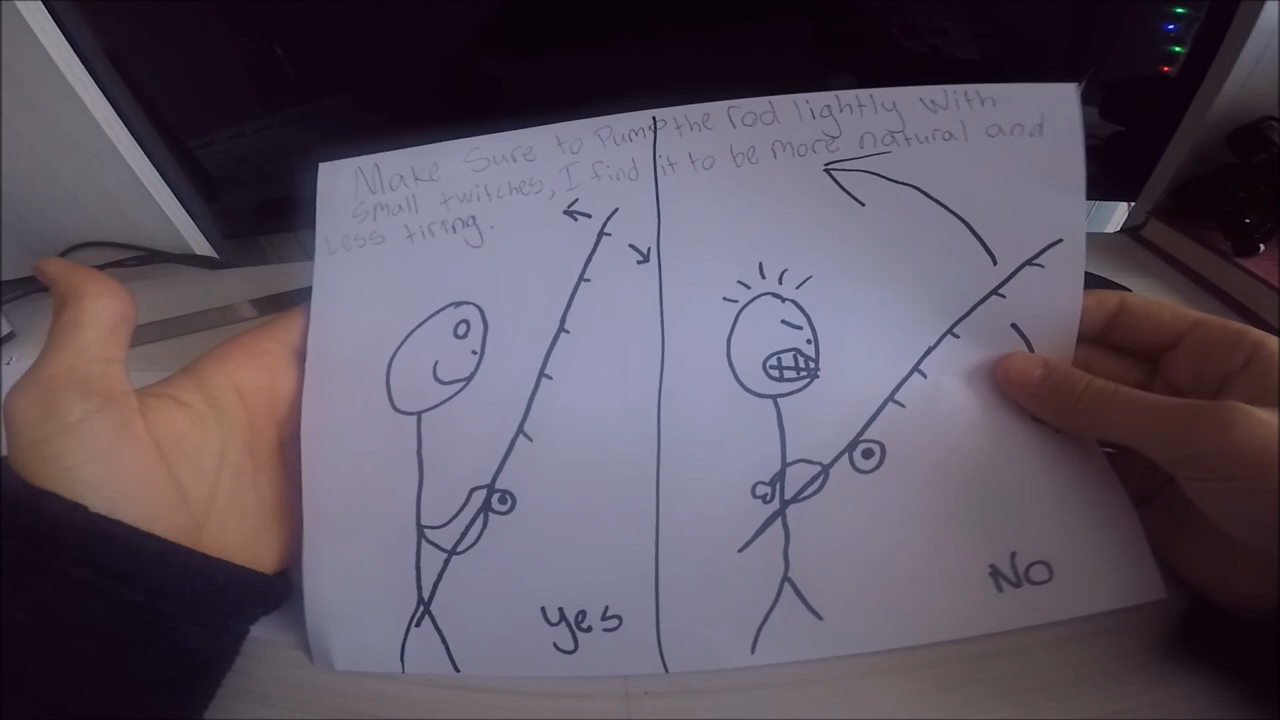 Make Sure to Pump the rod lightly with
small twitches, I find it to be more natural and
Less tiring.
yes
No